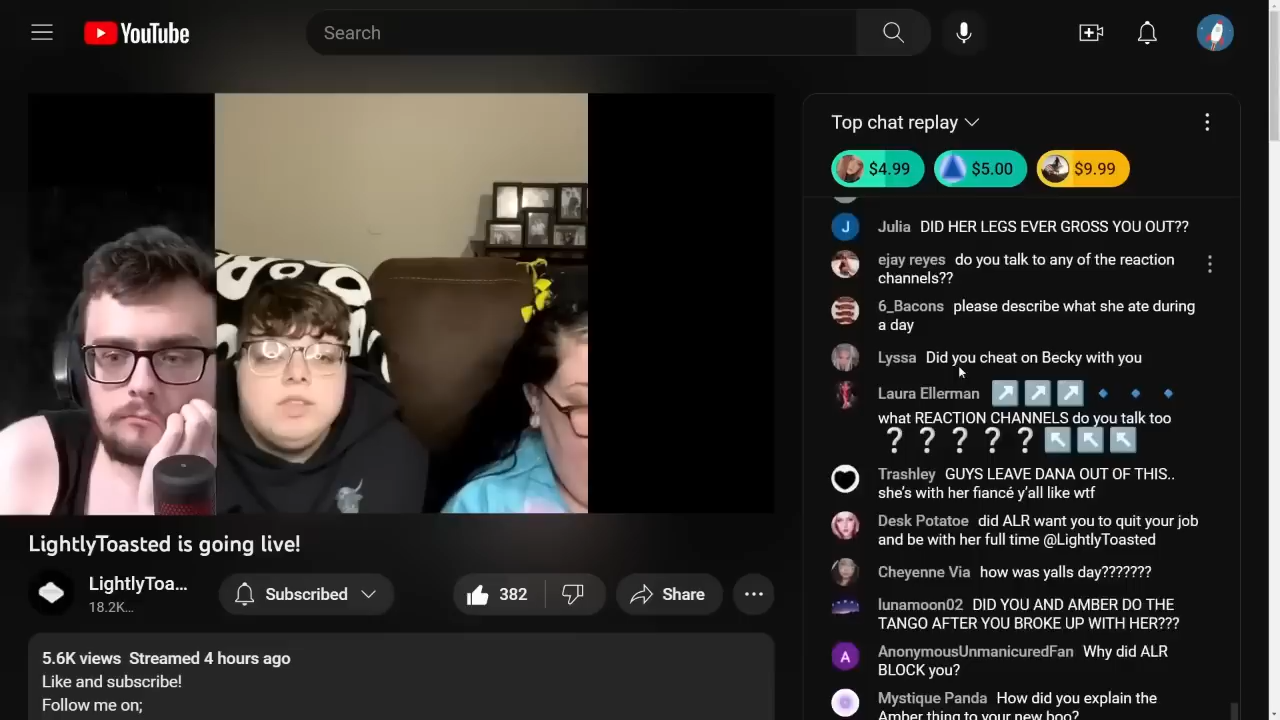 YouTube
Search
Top chat replay
$4.99 $5.00 $9.99
Julia DID HER LEGS EVER GROSS YOU OUT??
ejay reyes do you talk to any of the reaction
channels??
6_Bacons please describe what she ate during
a day
Lyssa Did you cheat on Becky with you
Laura Ellerman ↗️↗️↗️🔹🔹🔹
what REACTION CHANNELS do you talk too
❔❔❔❔❔↖️↖️↖️
Trashley GUYS LEAVE DANA OUT OF THIS..
she’s with her fiancé y’all like wtf
Desk Potatoe did ALR want you to quit your job
and be with her full time @LightlyToasted
Cheyenne Via how was yalls day???????
lunamoon02 DID YOU AND AMBER DO THE
TANGO AFTER YOU BROKE UP WITH HER???
A AnonymousUnmanicuredFan Why did ALR
BLOCK you?
Mystique Panda How did you explain the
Amber thing to your new boo?
LightlyToasted is going live!
LightlyToa...
18.2K...
Subscribed
382
Share
5.6K views Streamed 4 hours ago
Like and subscribe!
Follow me on;